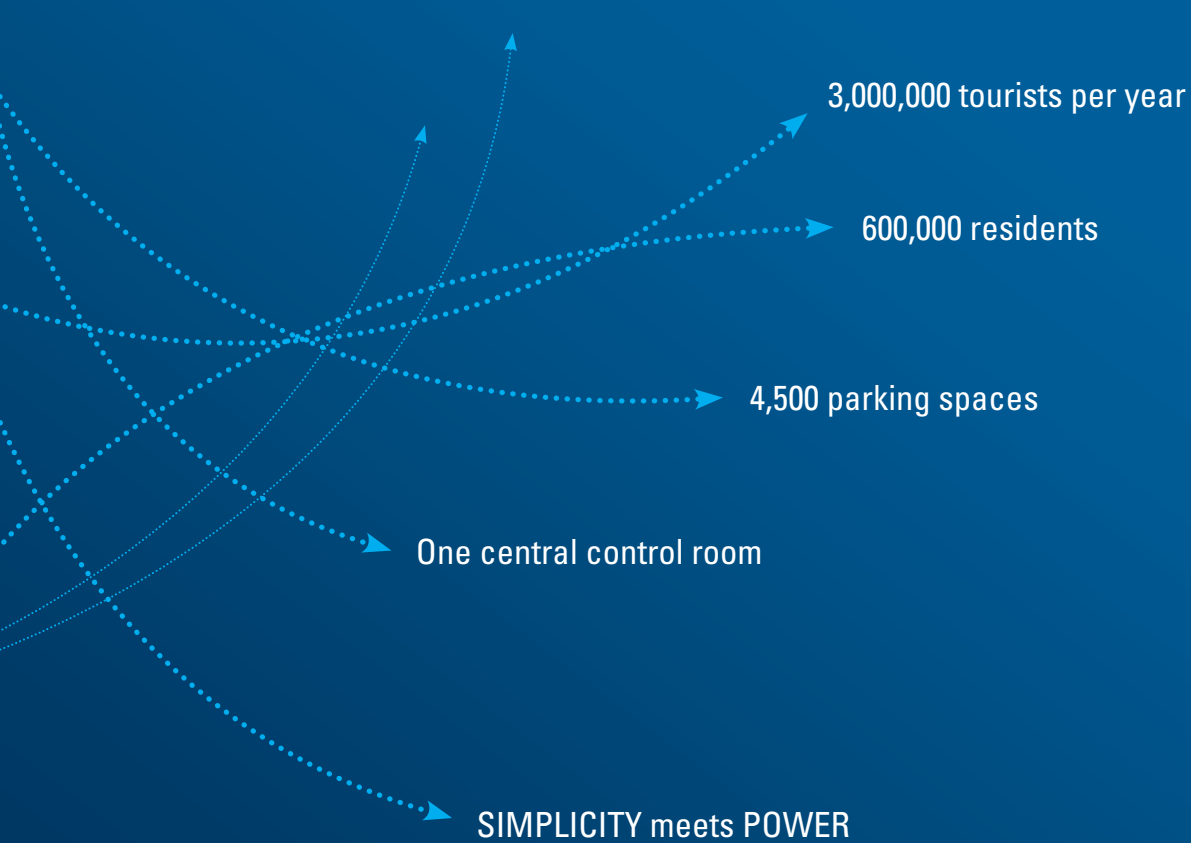 3,000,000 tourists per year
600,000 residents
4,500 parking spaces
One central control room
SIMPLICITY meets POWER